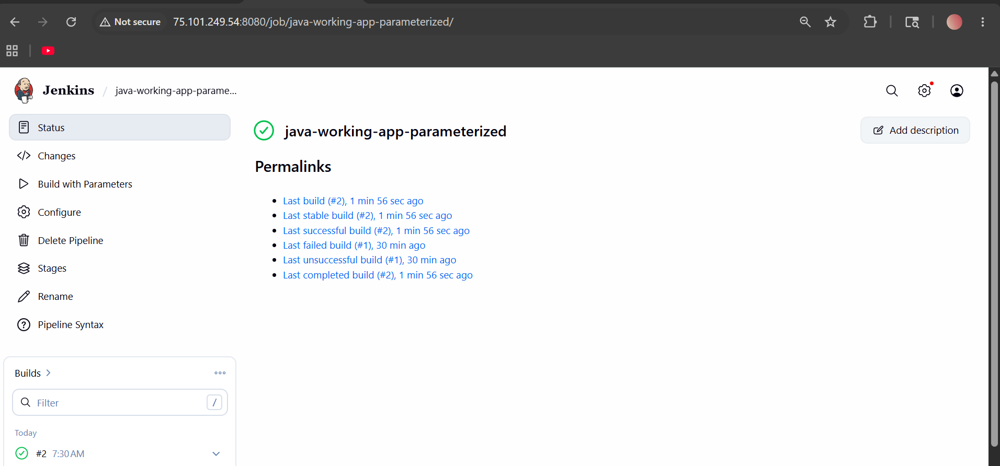 Not secure 75.101.249.54:8080/job/java-working-app-parameterized/
Jenkins / java-working-app-parame...
Status
Changes
Build with Parameters
Configure
Delete Pipeline
Stages
Rename
Pipeline Syntax
Builds
Filter /
Today
#2 7:30 AM
java-working-app-parameterized
Add description
Permalinks
Last build (#2), 1 min 56 sec ago
Last stable build (#2), 1 min 56 sec ago
Last successful build (#2), 1 min 56 sec ago
Last failed build (#1), 30 min ago
Last unsuccessful build (#1), 30 min ago
Last completed build (#2), 1 min 56 sec ago